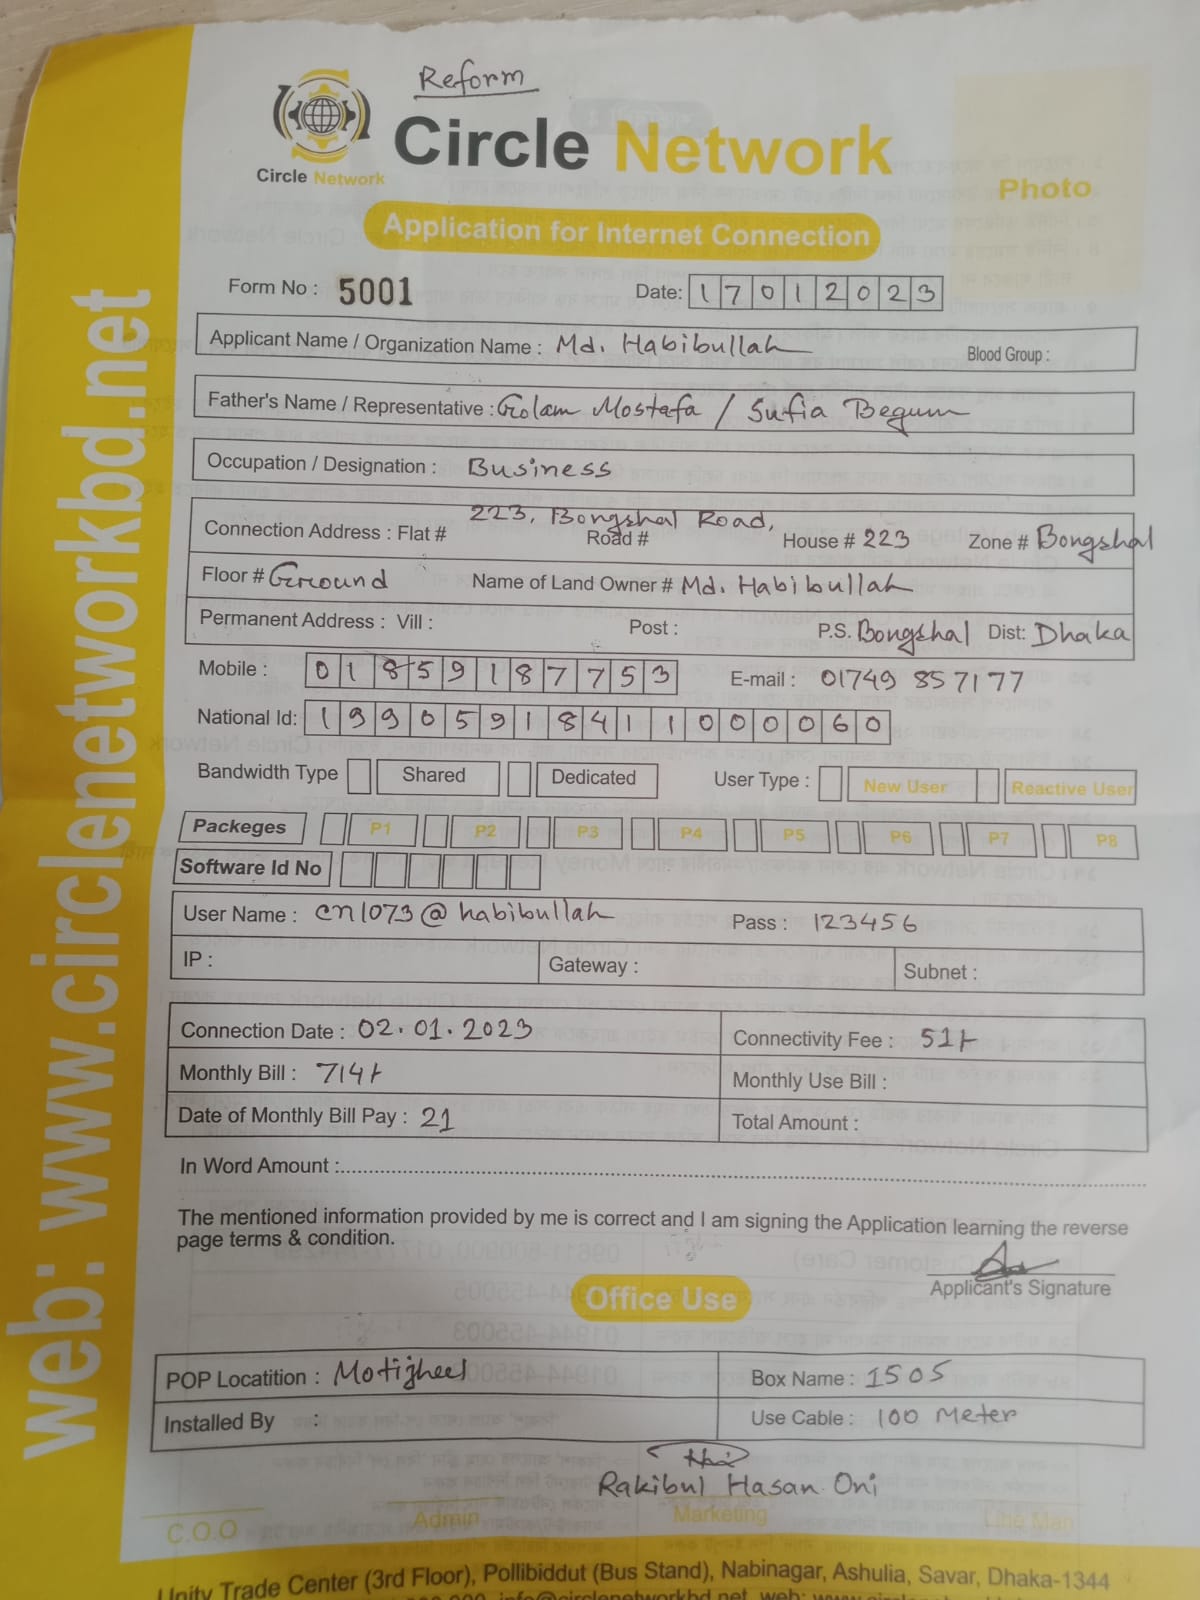 Reform
Circle Network
Circle Network
Photo
Application for Internet Connection
Form No : 5001 Date: 17012023
Applicant Name / Organization Name : Md. Habibullah Blood Group :
Father's Name / Representative : Golam Mostafa / Sufia Begum
Occupation / Designation : Business
223, Bongshal Road,
Connection Address : Flat # Road # House # 223 Zone # Bongshal
Floor # Ground Name of Land Owner # Md. Habibullah
Permanent Address : Vill : Post : P.S. Bongshal Dist: Dhaka
Mobile : 01859187753 E-mail : 01749 857177
National Id: 19905918411000060
Bandwidth Type Shared Dedicated User Type : New User Reactive User
Packeges P1 P2 P3 P4 P5 P6 P7 P8
Software Id No
User Name : cn1073@habibullah Pass : 123456
IP : Gateway : Subnet :
Connection Date : 02.01.2023 Connectivity Fee : 51/-
Monthly Bill : 714/- Monthly Use Bill :
Date of Monthly Bill Pay : 21 Total Amount :
In Word Amount :
The mentioned information provided by me is correct and I am signing the Application learning the reverse
page terms & condition.
Applicant's Signature
Office Use
POP Locatition : Motijheel Box Name : 1505
Installed By : Use Cable : 100 Meter
Rakibul Hasan Oni
C.O.O Admin Marketing Line Man
Unity Trade Center (3rd Floor), Pollibiddut (Bus Stand), Nabinagar, Ashulia, Savar, Dhaka-1344
web: www.circlenetworkbd.net